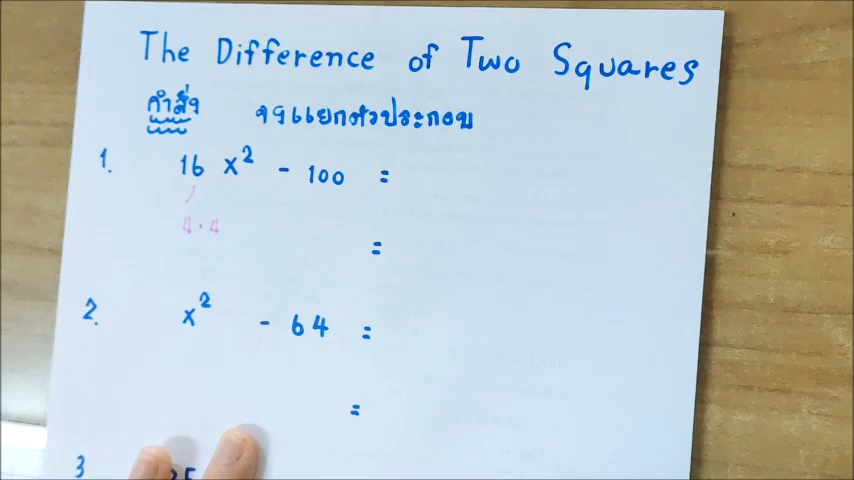 The Difference of Two Squares
คำสั่ง จงแยกตัวประกอบ
1. 16 x² - 100 =
4 · 4
=
2. x² - 64 =
=
3